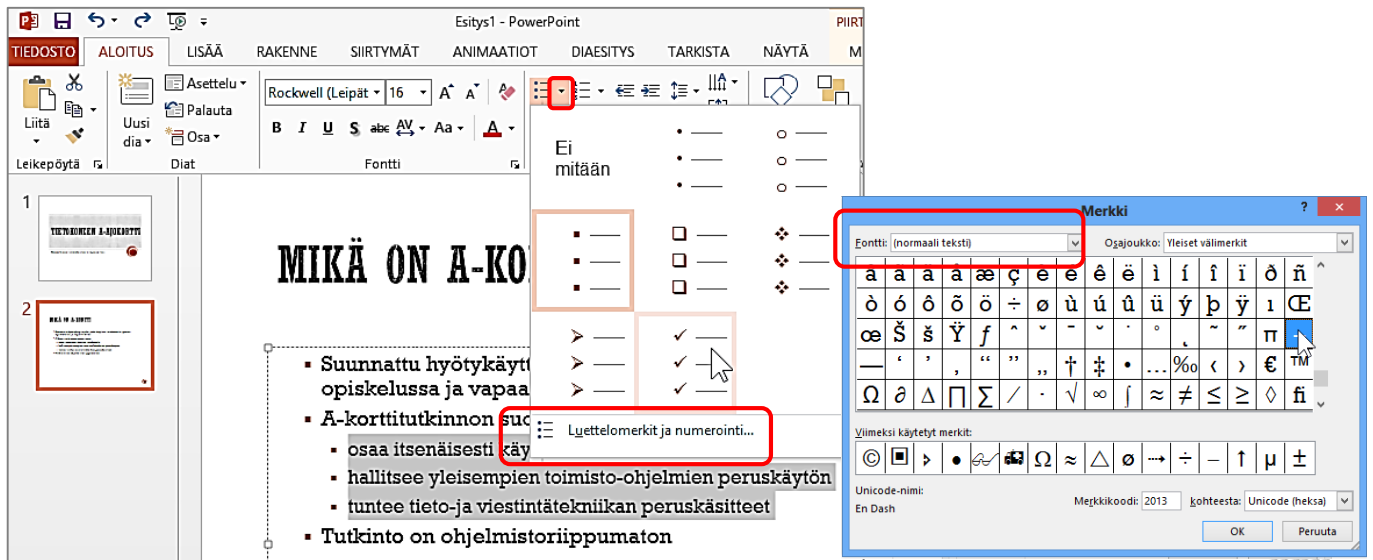 Esitys1 - PowerPoint
PIIRT
TIEDOSTO ALOITUS LISÄÄ RAKENNE SIIRTYMÄT ANIMAATIOT DIAESITYS TARKISTA NÄYTÄ M
Liitä
Leikepöytä
Uusi
dia
Asettelu
Palauta
Osa
Diat
Rockwell (Leipät 16 A A
B I U S abc AV Aa A
Fontti
Ei
mitään
Luettelomerkit ja numerointi...
1
TIETOKONEEN A-AJOKORTTI
2
MIKÄ ON A-KORTTI
MIKÄ ON A-KO
▪ Suunnattu hyötykäytt
opiskelussa ja vapaa
▪ A-korttitutkinnon suo
▪ osaa itsenäisesti käy
▪ hallitsee yleisempien toimisto-ohjelmien peruskäytön
▪ tuntee tieto-ja viestintätekniikan peruskäsitteet
▪ Tutkinto on ohjelmistoriippumaton
Merkki
? ×
Fontti: (normaali teksti) Osajoukko: Yleiset välimerkit
à ã ä å æ ç è é ê ë ì í î ï ð ñ
ò ó ô õ ö ÷ ø ù ú û ü ý þ ÿ ı Œ
œ Š š Ÿ ƒ ˆ ˇ ˉ ˘ ˙ ˚ ˛ ˜ ˝ π –
— ‘ ’ ‚ “ ” „ † ‡ • … ‰ ‹ › € ™
Ω ∂ ∆ ∏ ∑ ∕ ∙ √ ∞ ∫ ≈ ≠ ≤ ≥ ◊ fi
Viimeksi käytetyt merkit:
© ▣ ● Ω ≈ △ ø ⤑ ÷ – ↑ µ ±
Unicode-nimi:
En Dash
Merkkikoodi: 2013 kohteesta: Unicode (heksa)
OK Peruuta